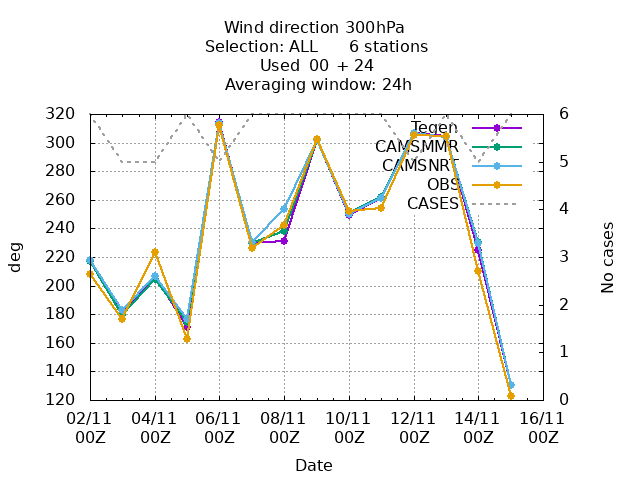 Wind direction 300hPa
Selection: ALL 6 stations
Used 00 + 24
Averaging window: 24h
320
300
280
260
240
220
200
180
160
140
120
deg
6
5
4
3
2
1
0
No cases
Tegen
CAMSMMR
CAMSNRT
OBS
CASES
02/11 04/11 06/11 08/11 10/11 12/11 14/11 16/11
00Z 00Z 00Z 00Z 00Z 00Z 00Z 00Z
Date